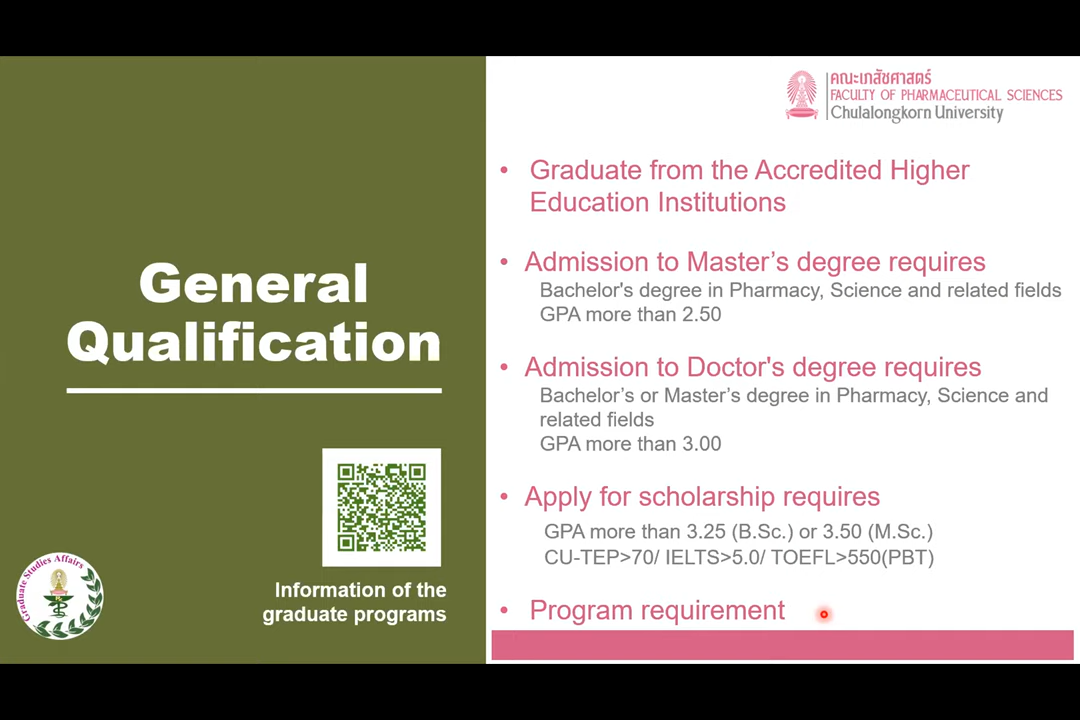 คณะเภสัชศาสตร์
FACULTY OF PHARMACEUTICAL SCIENCES
Chulalongkorn University
General
Qualification
Information of the
graduate programs
Graduate Studies Affairs
• Graduate from the Accredited Higher
Education Institutions
• Admission to Master’s degree requires
Bachelor's degree in Pharmacy, Science and related fields
GPA more than 2.50
• Admission to Doctor's degree requires
Bachelor’s or Master’s degree in Pharmacy, Science and
related fields
GPA more than 3.00
• Apply for scholarship requires
GPA more than 3.25 (B.Sc.) or 3.50 (M.Sc.)
CU-TEP>70/ IELTS>5.0/ TOEFL>550(PBT)
• Program requirement